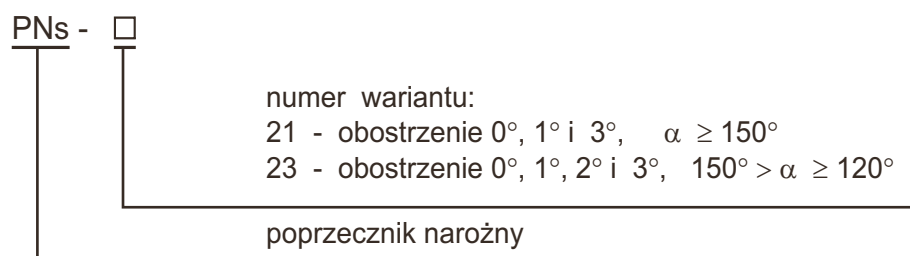 PNs - □
numer wariantu:
21 - obostrzenie 0°, 1° i 3°, α ≥ 150°
23 - obostrzenie 0°, 1°, 2° i 3°, 150° > α ≥ 120°
poprzecznik narożny